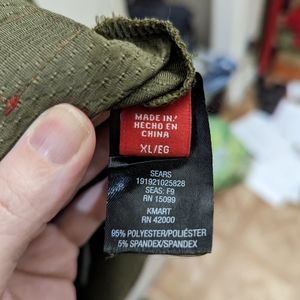 MADE IN/
HECHO EN
CHINA
XL/EG
SEARS
191921025828
SEAS: F9
RN 15099
KMART
RN 42000
95% POLYESTER/POLIÉSTER
5% SPANDEX/SPANDEX